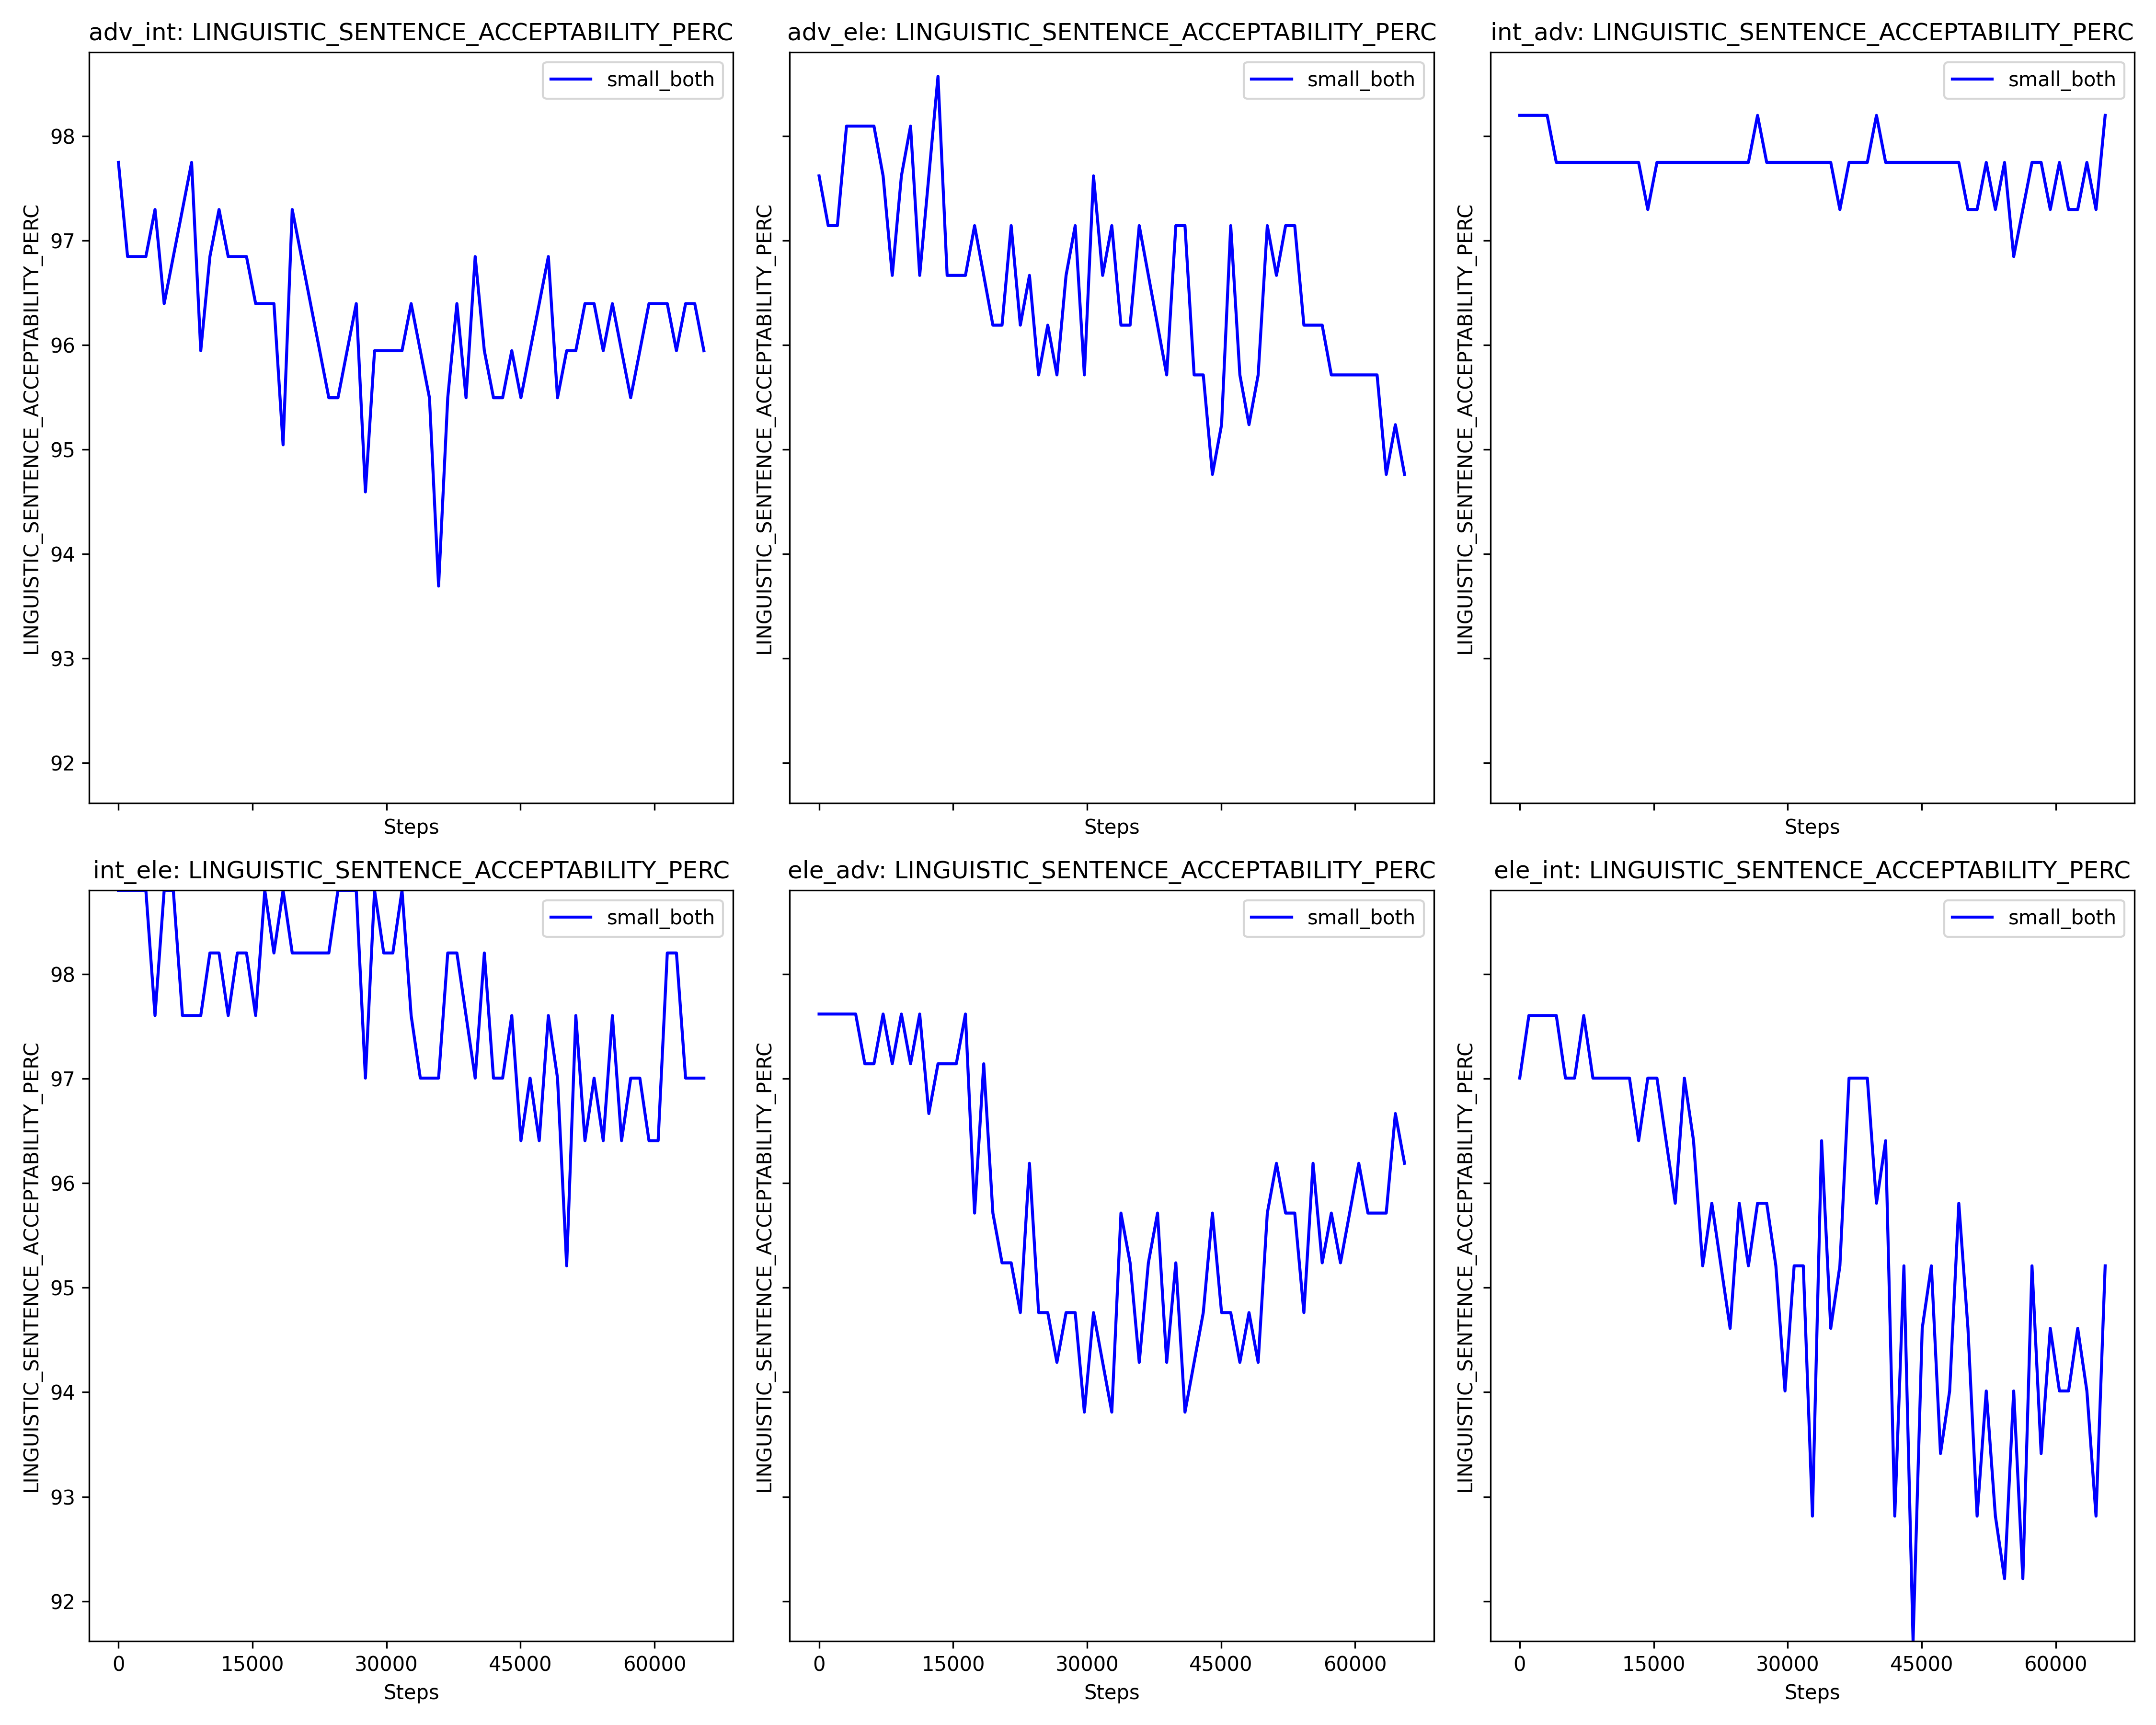 adv_int: LINGUISTIC_SENTENCE_ACCEPTABILITY_PERC
LINGUISTIC_SENTENCE_ACCEPTABILITY_PERC
98
97
96
95
94
93
92
small_both
Steps
adv_ele: LINGUISTIC_SENTENCE_ACCEPTABILITY_PERC
LINGUISTIC_SENTENCE_ACCEPTABILITY_PERC
small_both
Steps
int_adv: LINGUISTIC_SENTENCE_ACCEPTABILITY_PERC
LINGUISTIC_SENTENCE_ACCEPTABILITY_PERC
small_both
Steps
int_ele: LINGUISTIC_SENTENCE_ACCEPTABILITY_PERC
LINGUISTIC_SENTENCE_ACCEPTABILITY_PERC
98
97
96
95
94
93
92
small_both
0 15000 30000 45000 60000
Steps
ele_adv: LINGUISTIC_SENTENCE_ACCEPTABILITY_PERC
LINGUISTIC_SENTENCE_ACCEPTABILITY_PERC
small_both
0 15000 30000 45000 60000
Steps
ele_int: LINGUISTIC_SENTENCE_ACCEPTABILITY_PERC
LINGUISTIC_SENTENCE_ACCEPTABILITY_PERC
small_both
0 15000 30000 45000 60000
Steps